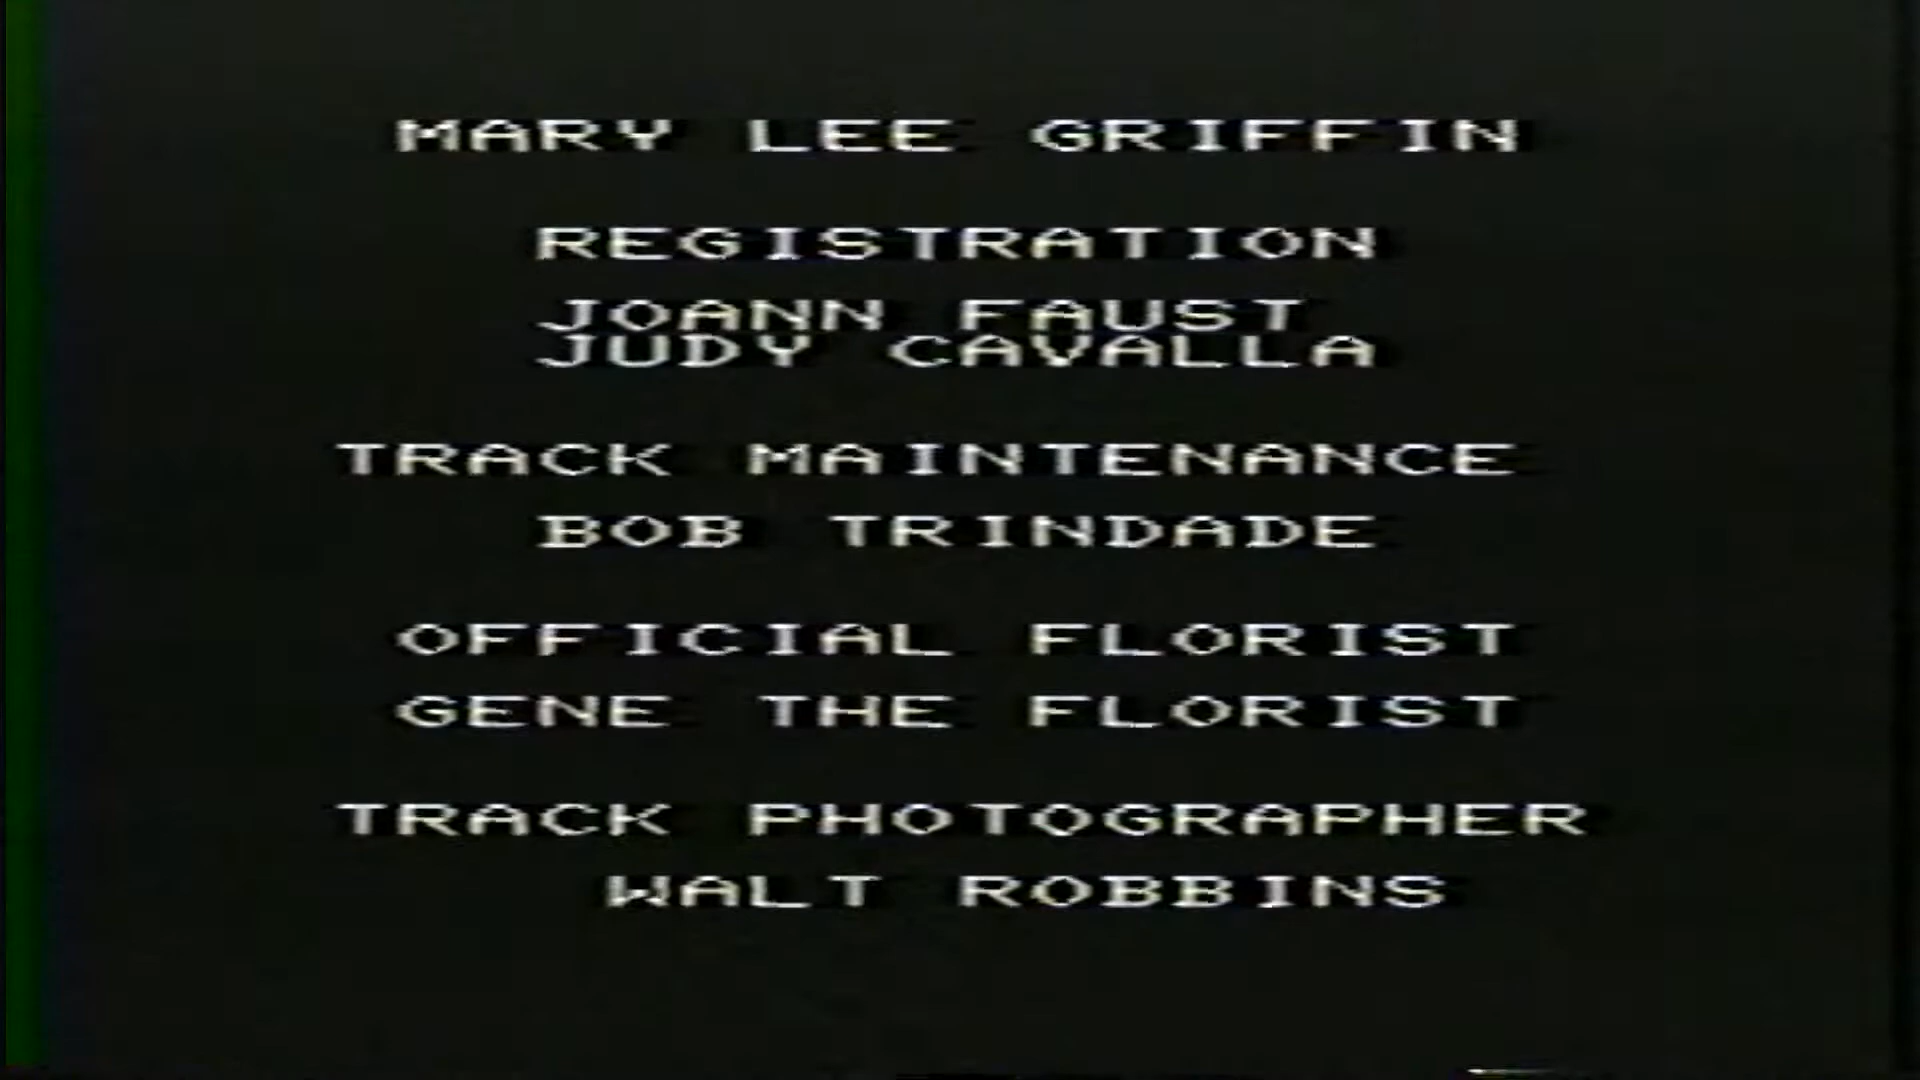 MARY LEE GRIFFIN
REGISTRATION
JOANN FAUST
JUDY CAVALLA
TRACK MAINTENANCE
BOB TRINDADE
OFFICIAL FLORIST
GENE THE FLORIST
TRACK PHOTOGRAPHER
WALT ROBBINS